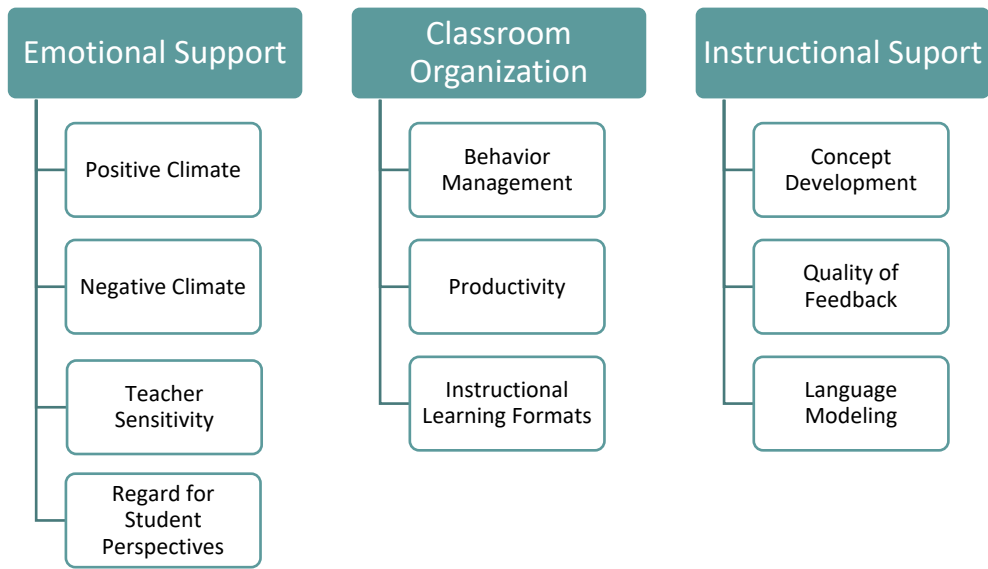 Emotional Support
Positive Climate
Negative Climate
Teacher
Sensitivity
Regard for
Student
Perspectives
Classroom
Organization
Behavior
Management
Productivity
Instructional
Learning Formats
Instructional Suport
Concept
Development
Quality of
Feedback
Language
Modeling